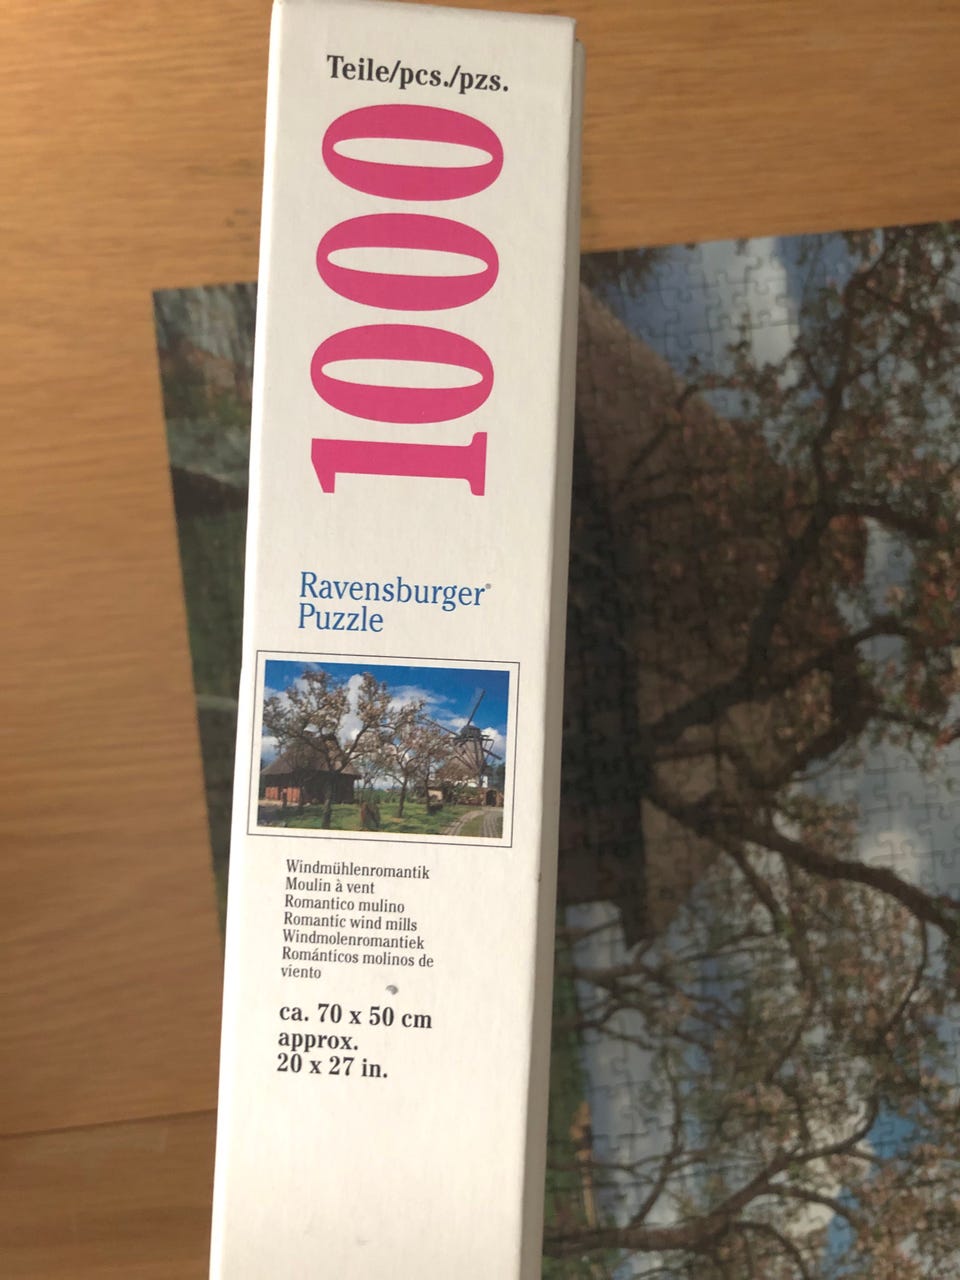 Teile/pcs./pzs.
1000
Ravensburger®
Puzzle
Windmühlenromantik
Moulin à vent
Romantico mulino
Romantic wind mills
Windmolenromantiek
Románticos molinos de
viento
ca. 70 x 50 cm
approx.
20 x 27 in.